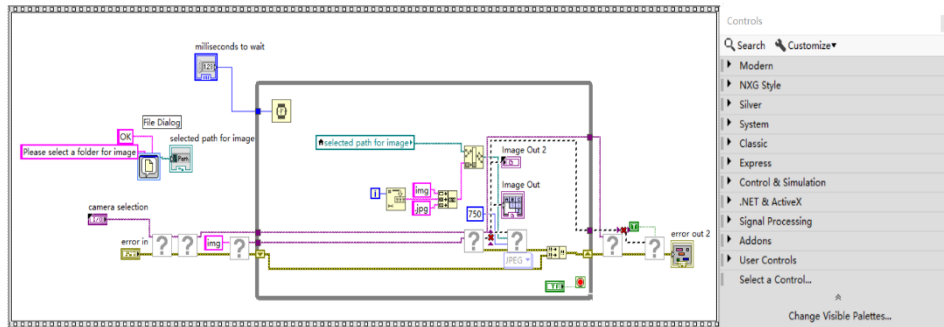 milliseconds to wait
File Dialog
OK
Please select a folder for image
selected path for image
Path
selected path for image
Image Out 2
Image Out
i
img
jpg
750
camera selection
error in
img
JPEG
TF
TF
error out 2
Controls
Search
Customize
Modern
NXG Style
Silver
System
Classic
Express
Control & Simulation
.NET & ActiveX
Signal Processing
Addons
User Controls
Select a Control...
Change Visible Palettes...